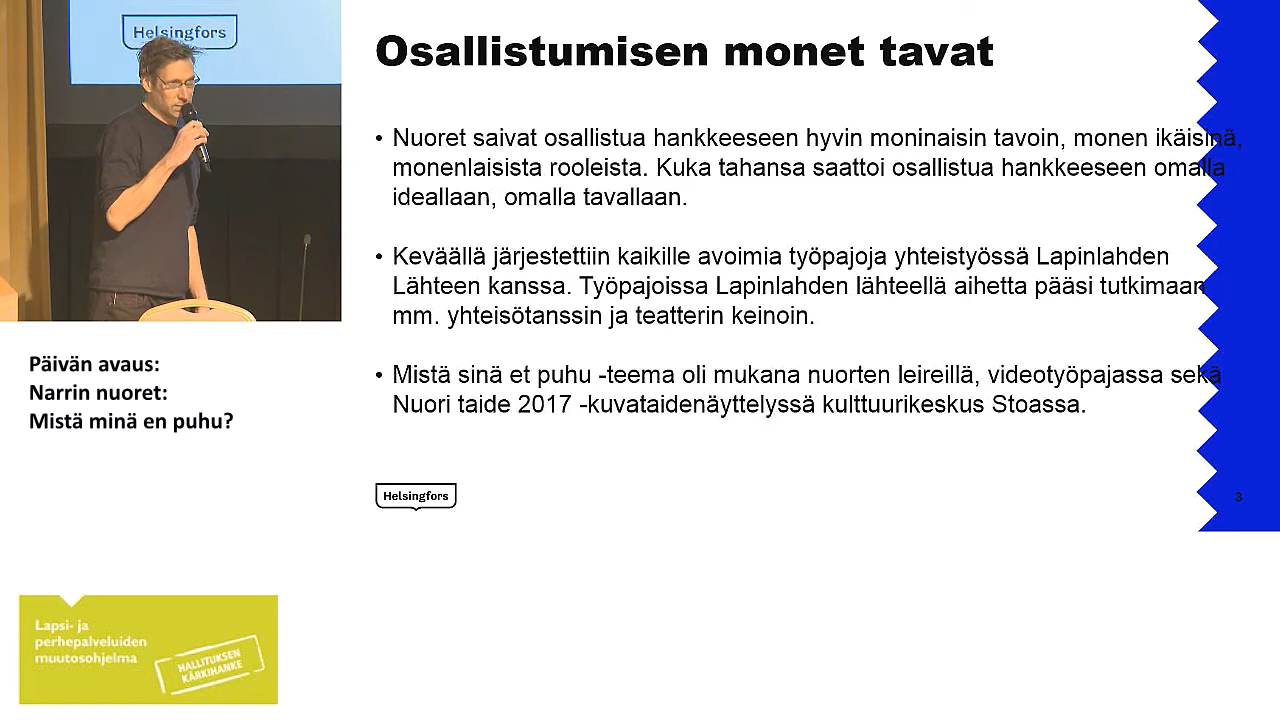 Helsingfors
Osallistumisen monet tavat
• Nuoret saivat osallistua hankkeeseen hyvin moninaisin tavoin, monen ikäisinä,
monenlaisista rooleista. Kuka tahansa saattoi osallistua hankkeeseen omalla
ideallaan, omalla tavallaan.
• Keväällä järjestettiin kaikille avoimia työpajoja yhteistyössä Lapinlahden
Lähteen kanssa. Työpajoissa Lapinlahden lähteellä aihetta pääsi tutkimaan
mm. yhteisötanssin ja teatterin keinoin.
• Mistä sinä et puhu -teema oli mukana nuorten leireillä, videotyöpajassa sekä
Nuori taide 2017 -kuvataidenäyttelyssä kulttuurikeskus Stoassa.
Helsingfors
3
Päivän avaus:
Narrin nuoret:
Mistä minä en puhu?
Lapsi- ja
perhepalveluiden
muutosohjelma
HALLITUKSEN
KÄRKIHANKE